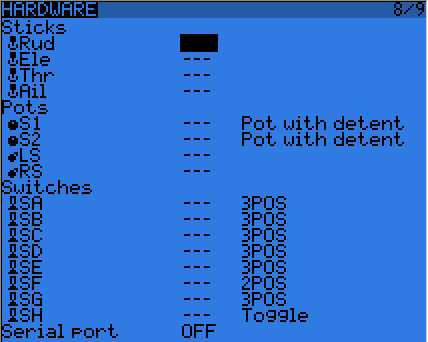 HARDWARE 8/9
Sticks
Rud
Ele ---
Thr ---
Ail ---
Pots
S1 --- Pot with detent
S2 --- Pot with detent
LS ---
RS ---
Switches
SA --- 3POS
SB --- 3POS
SC --- 3POS
SD --- 3POS
SE --- 3POS
SF --- 2POS
SG --- 3POS
SH --- Toggle
Serial port OFF